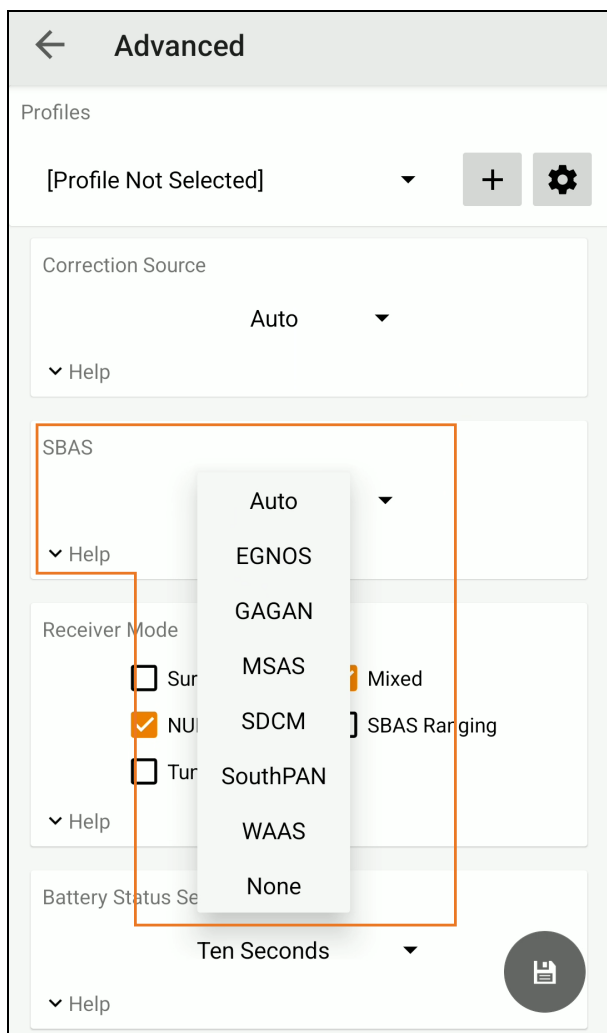 Advanced
Profiles
[Profile Not Selected]
Correction Source
Auto
Help
SBAS
Auto
Help
EGNOS
GAGAN
MSAS
SDCM
SouthPAN
WAAS
None
Receiver Mode
Mixed
SBAS Ranging
Help
Battery Status
Ten Seconds
Help